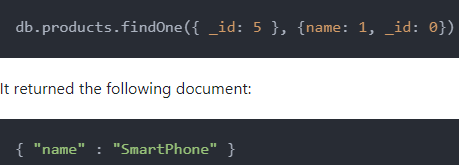 db.products.findOne({ _id: 5 }, {name: 1, _id: 0})
It returned the following document:
{ "name" : "SmartPhone" }